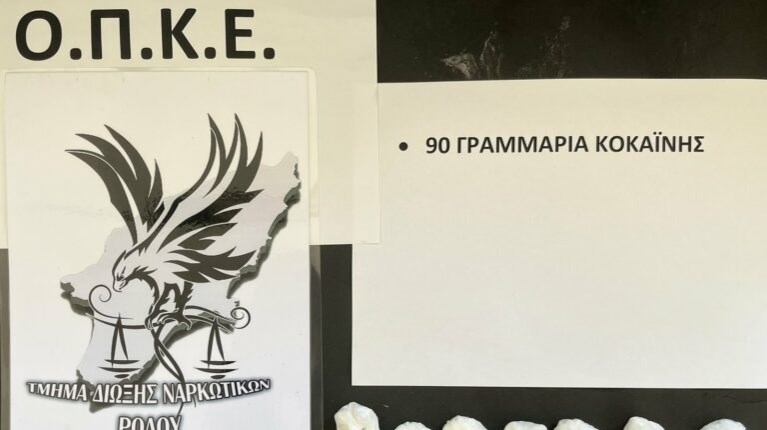 Ο.Π.Κ.Ε.
• 90 ΓΡΑΜΜΑΡΙΑ ΚΟΚΑΪΝΗΣ
ΤΜΗΜΑ ΔΙΩΞΗΣ ΝΑΡΚΩΤΙΚΩΝ
ΡΟΔΟΥ